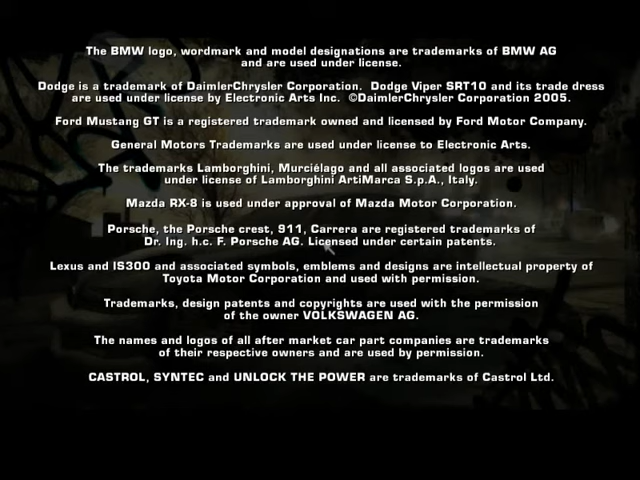 The BMW logo, wordmark and model designations are trademarks of BMW AG
and are used under license.
Dodge is a trademark of DaimlerChrysler Corporation. Dodge Viper SRT10 and its trade dress
are used under license by Electronic Arts Inc. ©DaimlerChrysler Corporation 2005.
Ford Mustang GT is a registered trademark owned and licensed by Ford Motor Company.
General Motors Trademarks are used under license to Electronic Arts.
The trademarks Lamborghini, Murciélago and all associated logos are used
under license of Lamborghini ArtiMarca S.p.A., Italy.
Mazda RX-8 is used under approval of Mazda Motor Corporation.
Porsche, the Porsche crest, 911, Carrera are registered trademarks of
Dr. Ing. h.c. F. Porsche AG. Licensed under certain patents.
Lexus and IS300 and associated symbols, emblems and designs are intellectual property of
Toyota Motor Corporation and used with permission.
Trademarks, design patents and copyrights are used with the permission
of the owner VOLKSWAGEN AG.
The names and logos of all after market car part companies are trademarks
of their respective owners and are used by permission.
CASTROL, SYNTEC and UNLOCK THE POWER are trademarks of Castrol Ltd.